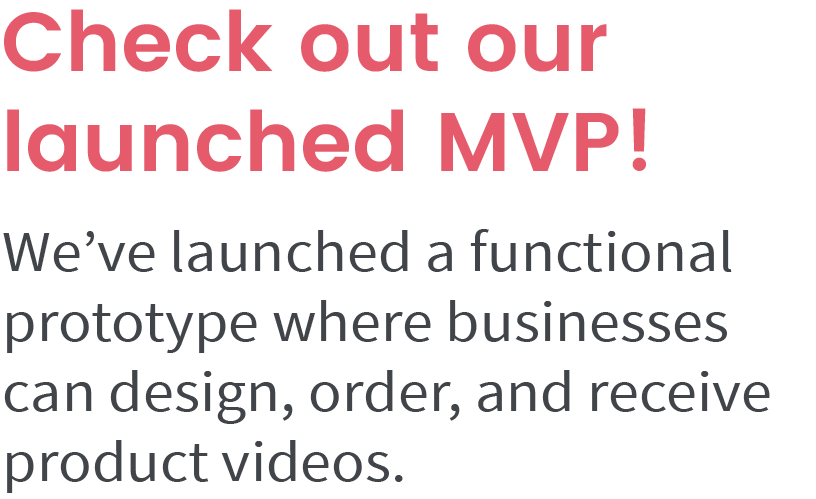 Check out our
launched MVP!
We’ve launched a functional
prototype where businesses
can design, order, and receive
product videos.